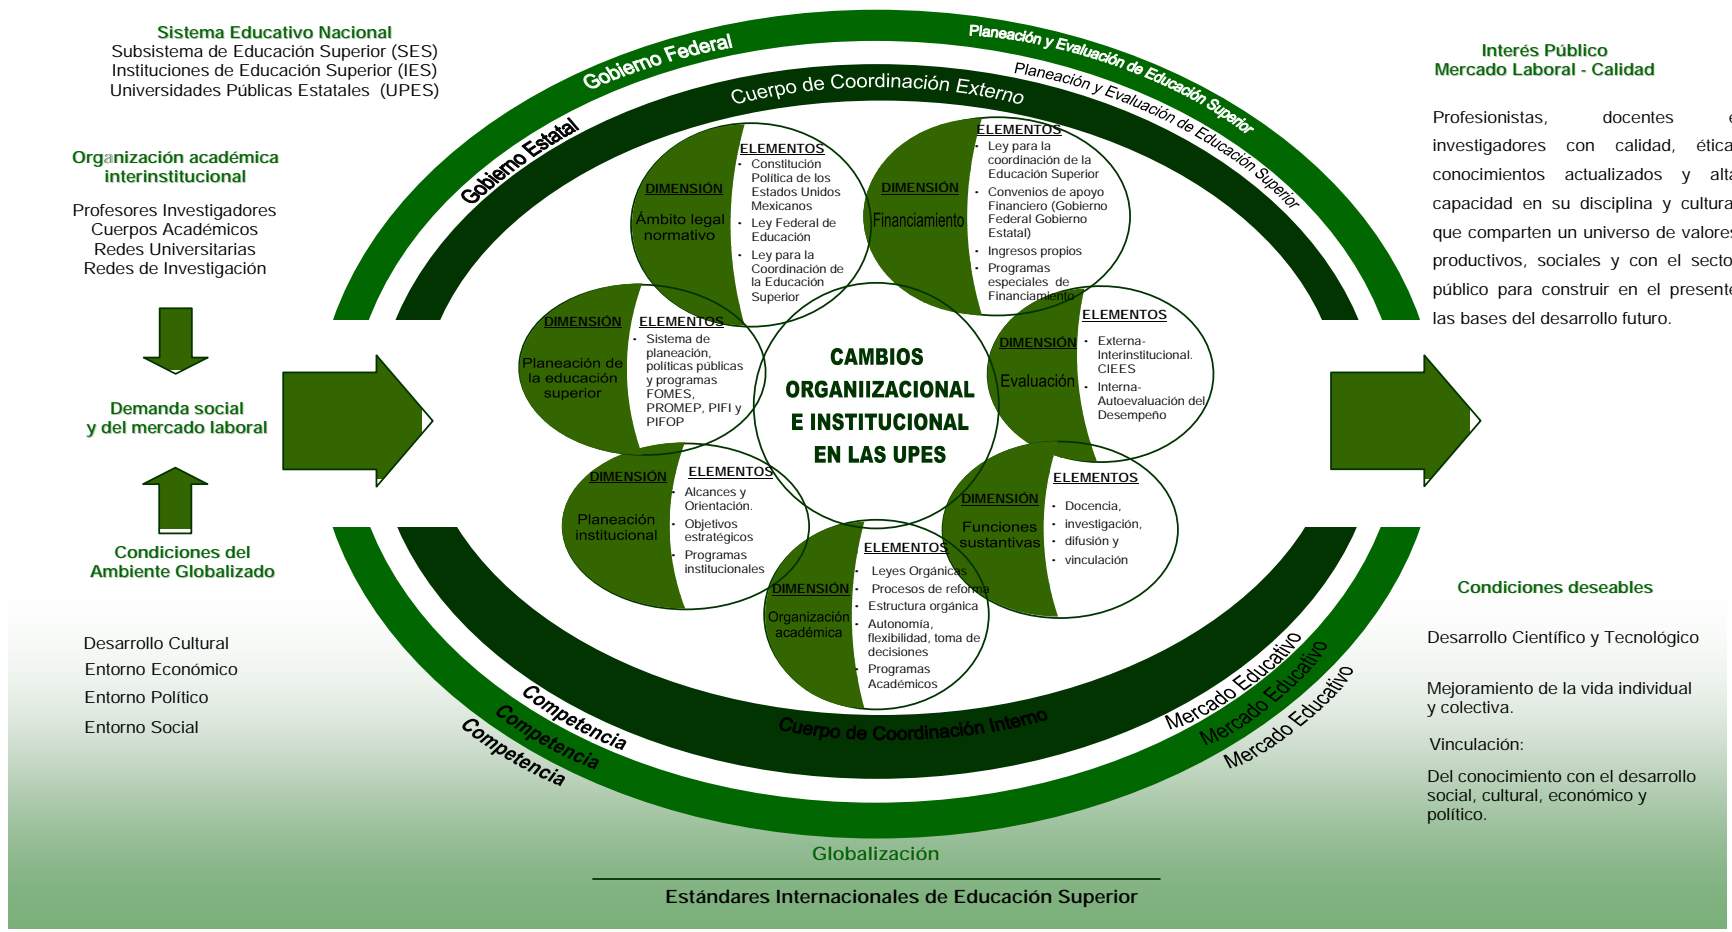 Sistema Educativo Nacional
Subsistema de Educación Superior (SES)
Instituciones de Educación Superior (IES)
Universidades Públicas Estatales (UPES)
Organización académica
interinstitucional
Profesores Investigadores
Cuerpos Académicos
Redes Universitarias
Redes de Investigación
Demanda social
y del mercado laboral
Condiciones del
Ambiente Globalizado
Desarrollo Cultural
Entorno Económico
Entorno Político
Entorno Social
Gobierno Federal
Planeación y Evaluación de Educación Superior
Gobierno Estatal
Planeación y Evaluación de Educación Superior
Cuerpo de Coordinación Externo
DIMENSIÓN
Ámbito legal
normativo
ELEMENTOS
• Constitución
Política de los
Estados Unidos
Mexicanos
• Ley Federal de
Educación
• Ley para la
Coordinación de
la Educación
Superior
DIMENSIÓN
Financiamiento
ELEMENTOS
• Ley para la
coordinación de la
Educación Superior
• Convenios de apoyo
Financiero (Gobierno
Federal Gobierno
Estatal)
• Ingresos propios
• Programas
especiales de
Financiamiento
DIMENSIÓN
Planeación de
la educación
superior
ELEMENTOS
• Sistema de
planeación,
políticas públicas
y programas
FOMES,
PROMEP, PIFI y
PIFOP
CAMBIOS
ORGANIIZACIONAL
E INSTITUCIONAL
EN LAS UPES
DIMENSIÓN
Evaluación
ELEMENTOS
• Externa-
Interinstitucional.
CIEES
• Interna-
Autoevaluación del
Desempeño
DIMENSIÓN
Planeación
institucional
ELEMENTOS
• Alcances y
Orientación.
• Objetivos
estratégicos
• Programas
institucionales
DIMENSIÓN
Funciones
sustantivas
ELEMENTOS
• Docencia,
• investigación,
• difusión y
• vinculación
DIMENSIÓN
Organización
académica
ELEMENTOS
• Leyes Orgánicas
• Procesos de reforma
• Estructura orgánica
• Autonomía,
flexibilidad, toma de
decisiones
• Programas
Académicos
Cuerpo de Coordinación Interno
Competencia
Competencia
Competencia
Mercado Educativo
Mercado Educativo
Mercado Educativo
Globalización
Estándares Internacionales de Educación Superior
Interés Público
Mercado Laboral - Calidad
Profesionistas, docentes e
investigadores con calidad, ética,
conocimientos actualizados y alta
capacidad en su disciplina y cultura,
que comparten un universo de valores
productivos, sociales y con el sector
público para construir en el presente
las bases del desarrollo futuro.
Condiciones deseables
Desarrollo Científico y Tecnológico
Mejoramiento de la vida individual
y colectiva.
Vinculación:
Del conocimiento con el desarrollo
social, cultural, económico y
político.